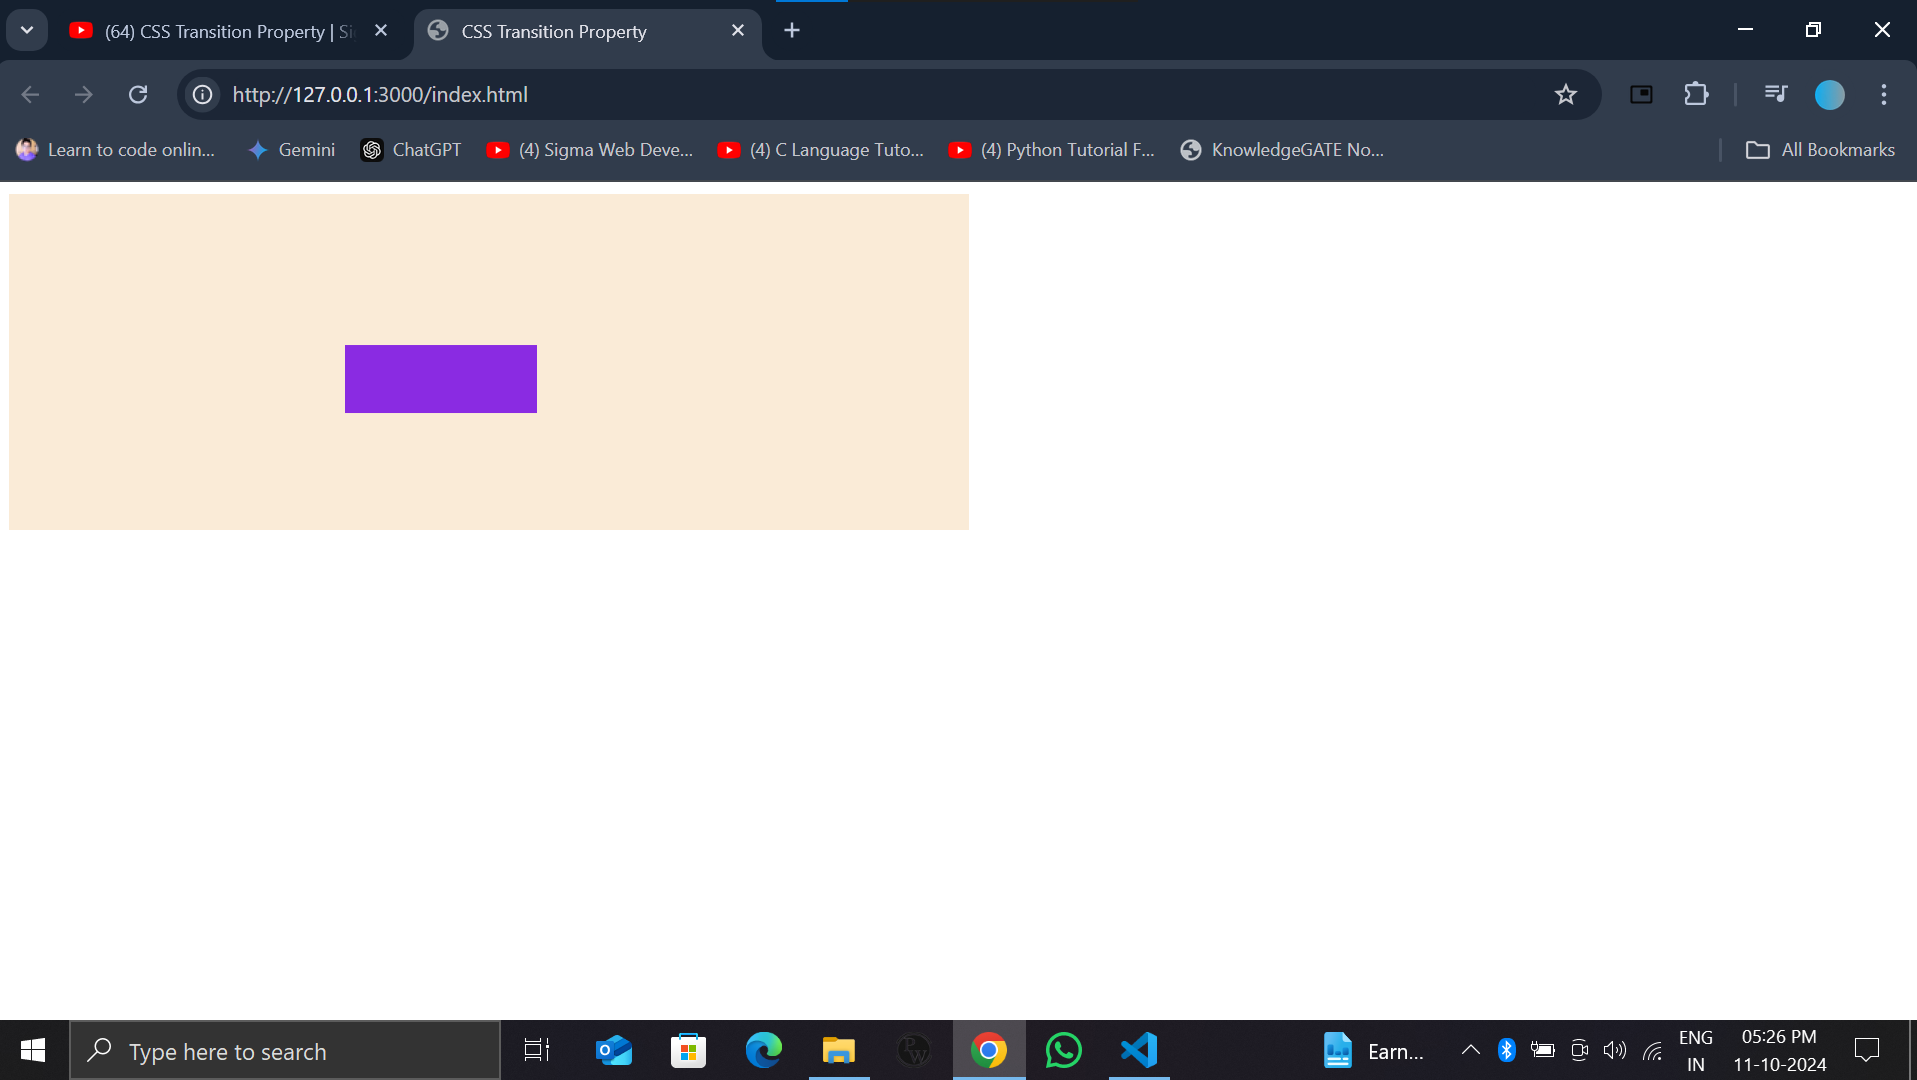 (64) CSS Transition Property | Si
CSS Transition Property
http://127.0.0.1:3000/index.html
Learn to code onlin...
Gemini
ChatGPT
(4) Sigma Web Deve...
(4) C Language Tuto...
(4) Python Tutorial F...
KnowledgeGATE No...
All Bookmarks
Type here to search
PW
Earn...
ENG
IN
05:26 PM
11-10-2024